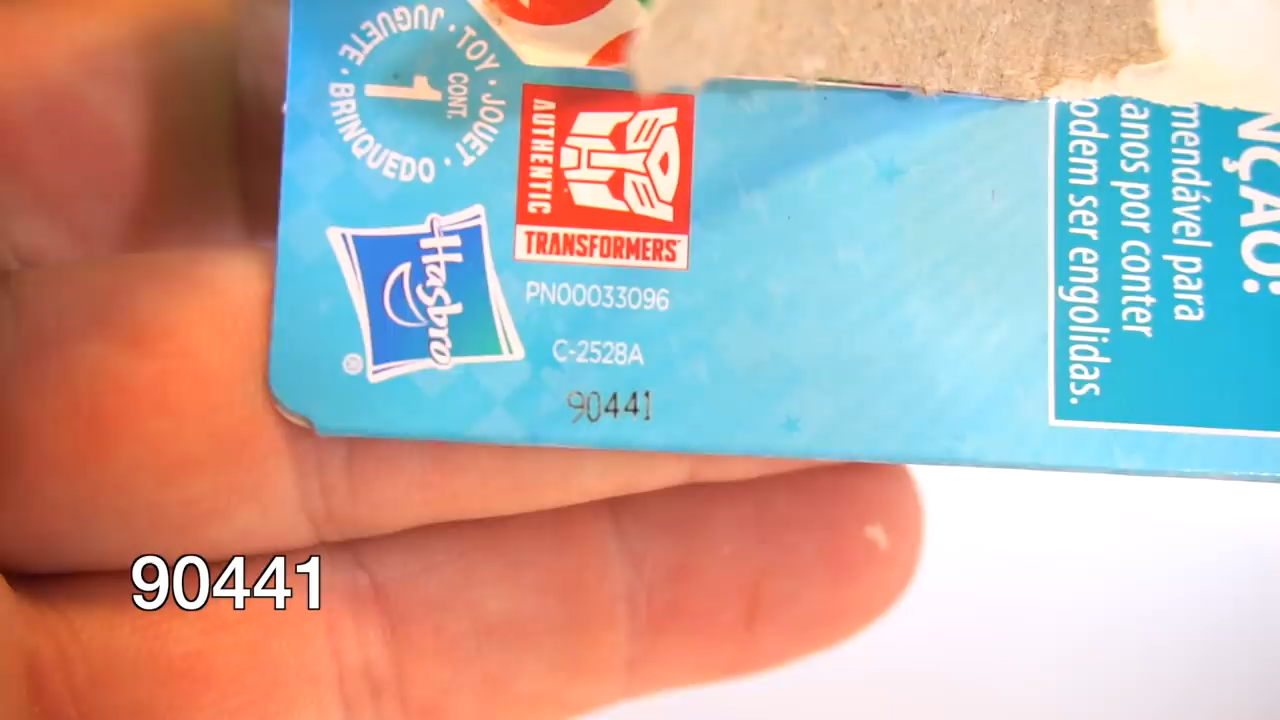 JUGUETE · TOY · JOUET · BRINQUEDO ·
1
CONT.
AUTHENTIC
TRANSFORMERS
Hasbro
®
PN00033096
C-2528A
90441
NÇÃO:
mendável para
anos por conter
odem ser engolidas.
90441